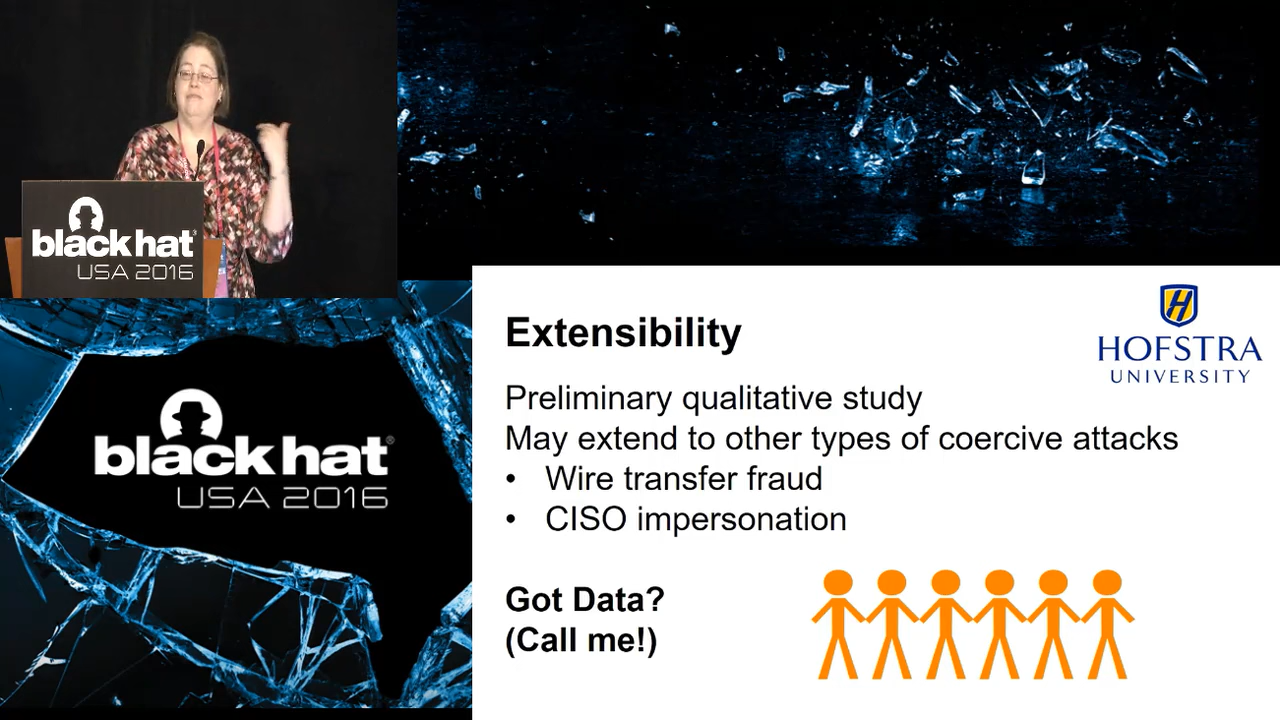 black hat
USA 2016
black hat®
USA 2016
Extensibility
HOFSTRA
UNIVERSITY
Preliminary qualitative study
May extend to other types of coercive attacks
• Wire transfer fraud
• CISO impersonation
Got Data?
(Call me!)